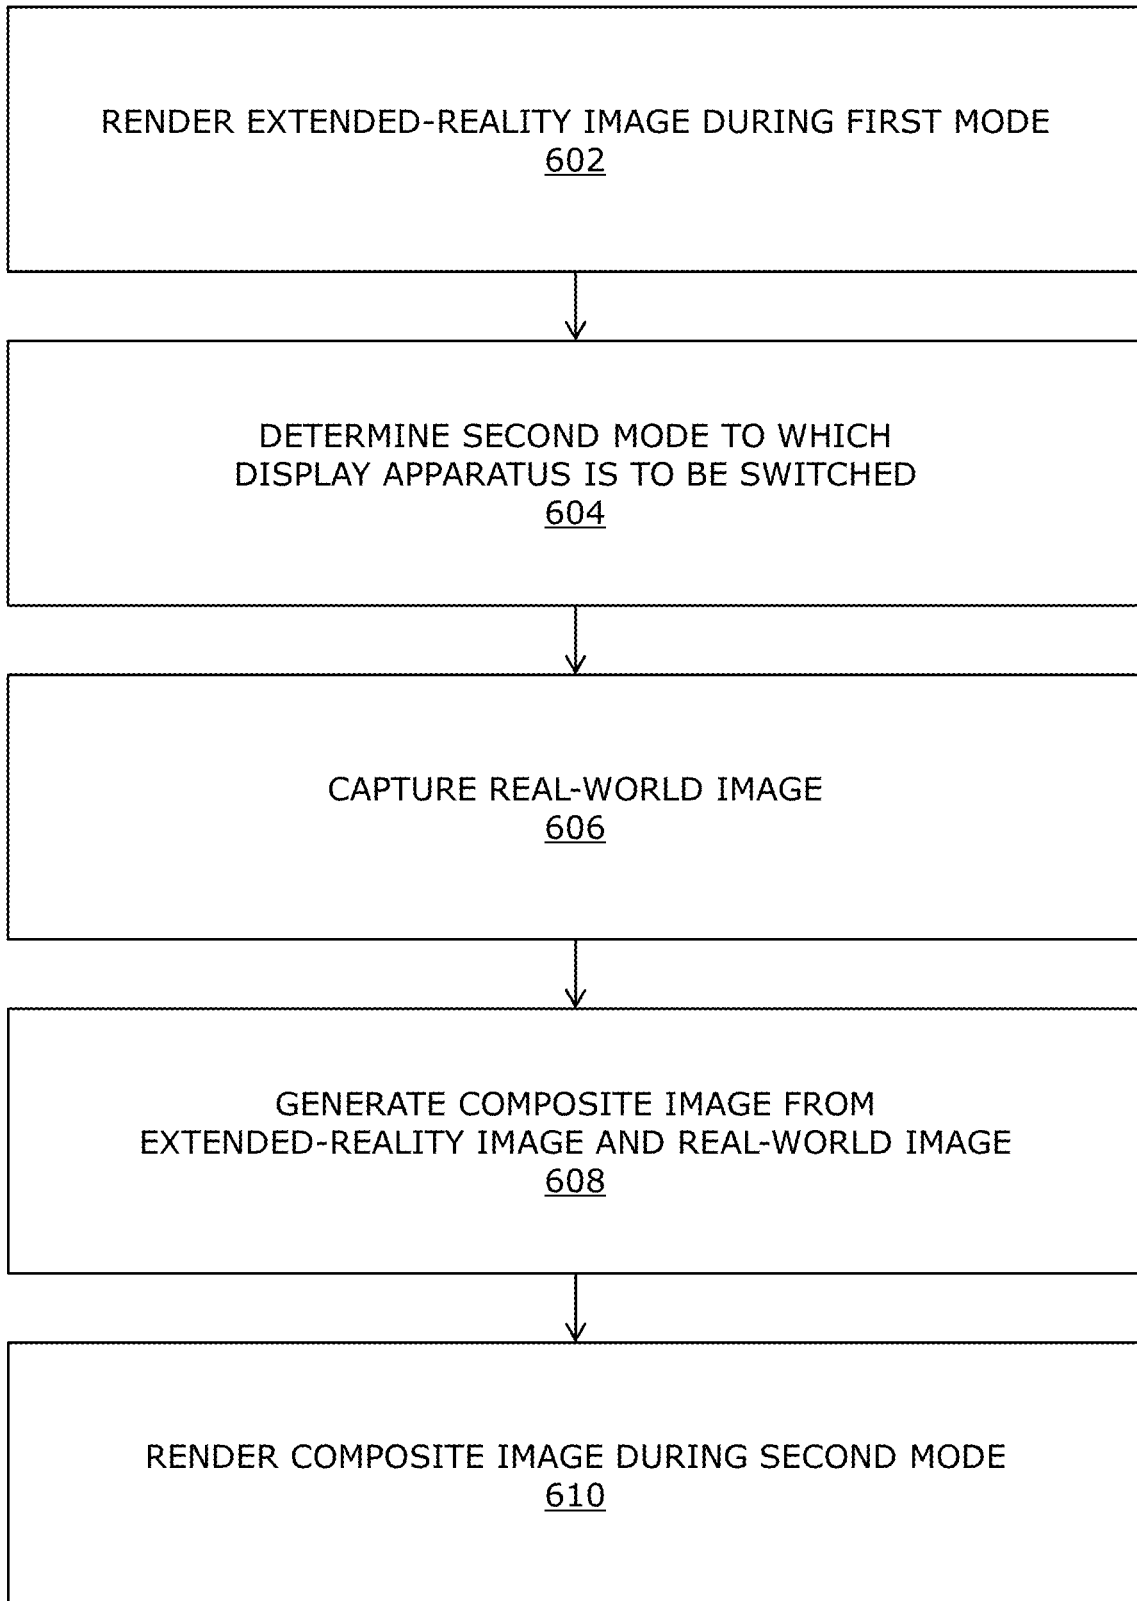 RENDER EXTENDED-REALITY IMAGE DURING FIRST MODE
602
DETERMINE SECOND MODE TO WHICH
DISPLAY APPARATUS IS TO BE SWITCHED
604
CAPTURE REAL-WORLD IMAGE
606
GENERATE COMPOSITE IMAGE FROM
EXTENDED-REALITY IMAGE AND REAL-WORLD IMAGE
608
RENDER COMPOSITE IMAGE DURING SECOND MODE
610